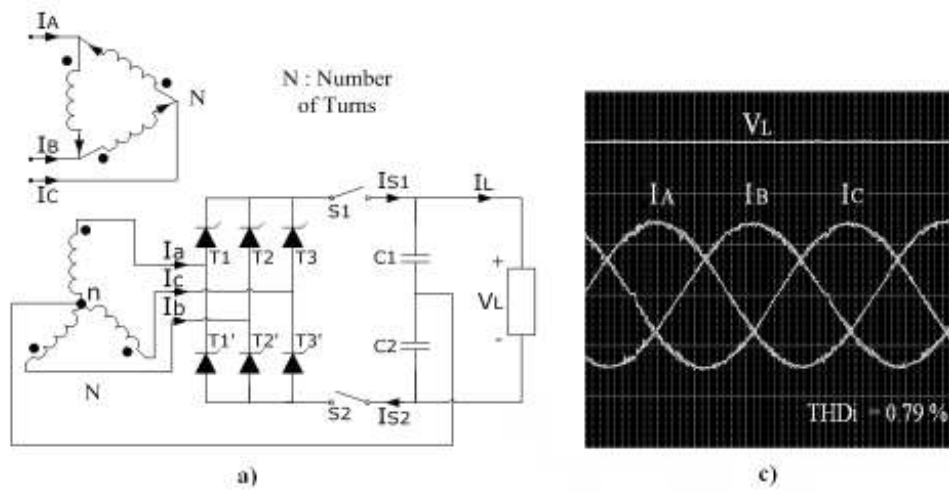 IA
N
N : Number
of Turns
IB
IC
VL
IA
IB
IC
THDi = 0.79 %
IS1
IL
S1
Ia
T1
T2
T3
C1
Ic
n
Ib
+
VL
-
T1'
T2'
T3'
C2
N
S2
IS2
a)
c)